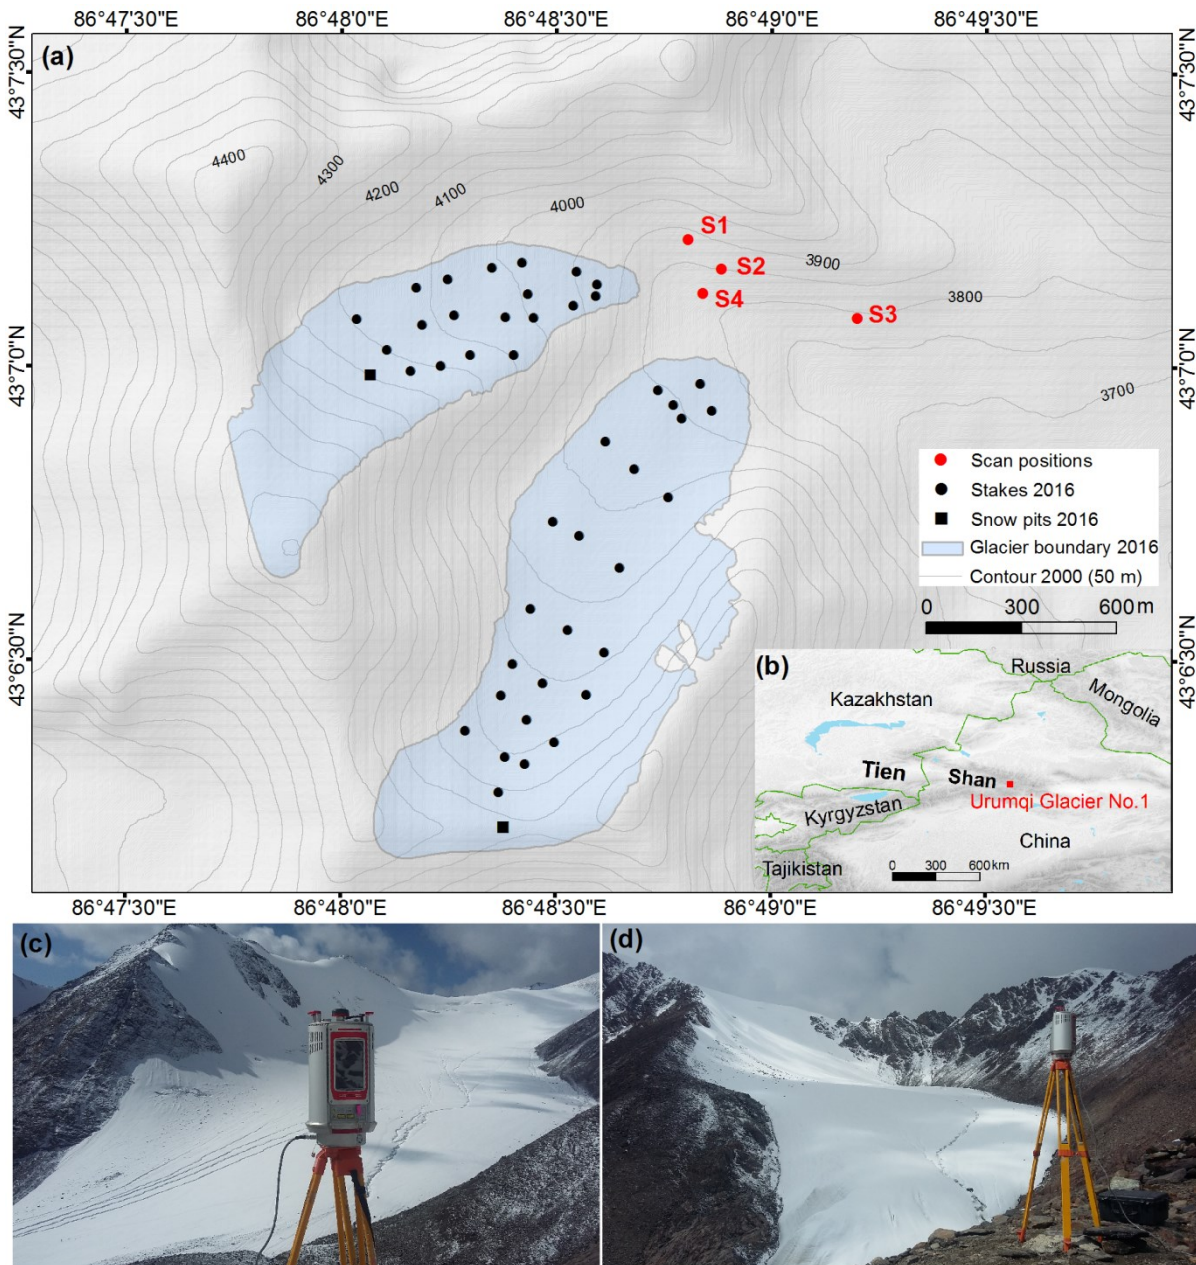 86°47'30"E 86°48'0"E 86°48'30"E 86°49'0"E 86°49'30"E
(a)
43°7'30"N
43°7'30"N
4400
4300
4200
4100
4000
S1
S2
3900
S4
3800
S3
43°7'0"N
43°7'0"N
3700
Scan positions
Stakes 2016
Snow pits 2016
Glacier boundary 2016
Contour 2000 (50 m)
0 300 600 m
43°6'30"N
43°6'30"N
(b)
Russia
Kazakhstan
Mongolia
Tien Shan
Urumqi Glacier No.1
Kyrgyzstan
China
Tajikistan
0 300 600 km
86°47'30"E 86°48'0"E 86°48'30"E 86°49'0"E 86°49'30"E
(c)
(d)